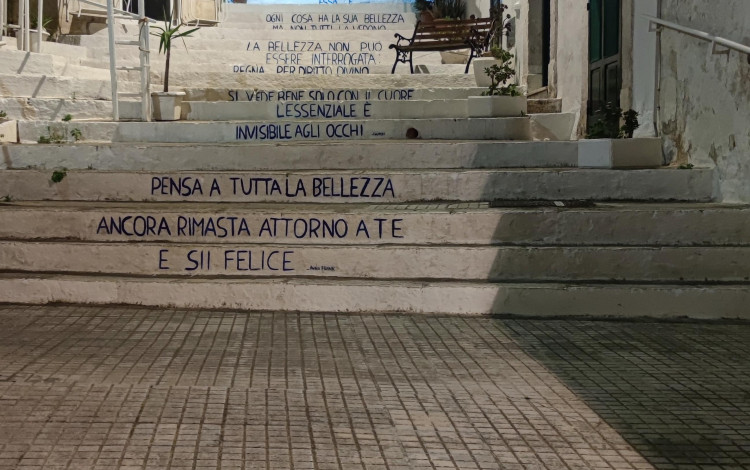 OGNI COSA HA LA SUA BELLEZZA
MA NON TUTTI LA VEDONO
LA BELLEZZA NON PUÒ
ESSERE INTERROGATA:
REGNA PER DIRITTO DIVINO
SI VEDE BENE SOLO CON IL CUORE
L'ESSENZIALE È
INVISIBILE AGLI OCCHI
PENSA A TUTTA LA BELLEZZA
ANCORA RIMASTA ATTORNO A TE
E SII FELICE